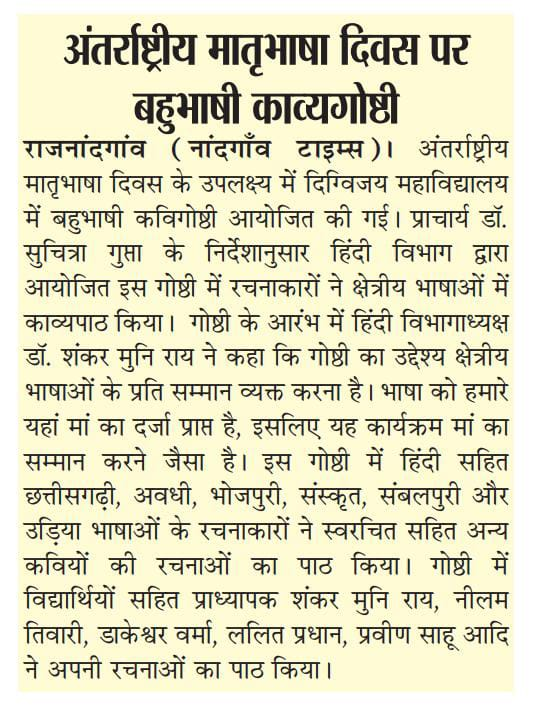 अंतर्राष्ट्रीय मातृभाषा दिवस पर
बहुभाषी काव्यगोष्ठी
राजनांदगांव ( नांदगाँव टाइम्स )। अंतर्राष्ट्रीय
मातृभाषा दिवस के उपलक्ष्य में दिग्विजय महाविद्यालय
में बहुभाषी कविगोष्ठी आयोजित की गई। प्राचार्य डॉ.
सुचित्रा गुप्ता के निर्देशानुसार हिंदी विभाग द्वारा
आयोजित इस गोष्ठी में रचनाकारों ने क्षेत्रीय भाषाओं में
काव्यपाठ किया। गोष्ठी के आरंभ में हिंदी विभागाध्यक्ष
डॉ. शंकर मुनि राय ने कहा कि गोष्ठी का उद्देश्य क्षेत्रीय
भाषाओं के प्रति सम्मान व्यक्त करना है। भाषा को हमारे
यहां मां का दर्जा प्राप्त है, इसलिए यह कार्यक्रम मां का
सम्मान करने जैसा है। इस गोष्ठी में हिंदी सहित
छत्तीसगढ़ी, अवधी, भोजपुरी, संस्कृत, संबलपुरी और
उड़िया भाषाओं के रचनाकारों ने स्वरचित सहित अन्य
कवियों की रचनाओं का पाठ किया। गोष्ठी में
विद्यार्थियों सहित प्राध्यापक शंकर मुनि राय, नीलम
तिवारी, डाकेश्वर वर्मा, ललित प्रधान, प्रवीण साहू आदि
ने अपनी रचनाओं का पाठ किया।